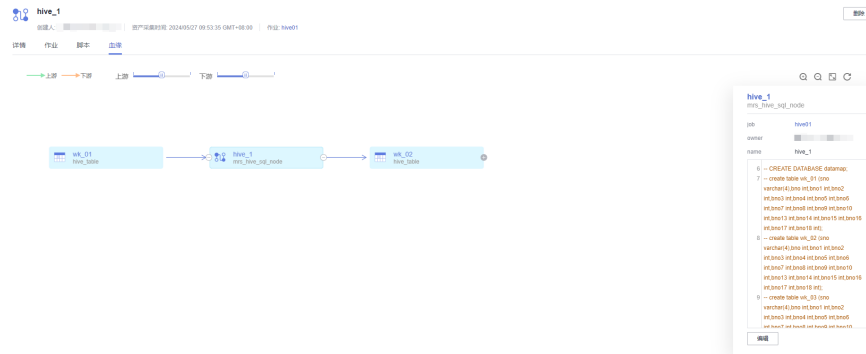 hive_1
删除
创建人
资产采集时间 2024/05/27 09:53:35 GMT+08:00
作业: hive01
详情 作业 脚本 血缘
上游 下游 上游 下游
hive_1
mrs_hive_sql_node
job hive01
owner
name hive_1
wk_01
hive_table
hive_1
mrs_hive_sql_node
wk_02
hive_table
6 -- CREATE DATABASE datamap;
7 -- create table wk_01 (sno
varchar(4),bno int,bno1 int,bno2
int,bno3 int,bno4 int,bno5 int,bno6
int,bno7 int,bno8 int,bno9 int,bno10
int,bno13 int,bno14 int,bno15 int,bno16
int,bno17 int,bno18 int);
8 -- create table wk_02 (sno
varchar(4),bno int,bno1 int,bno2
int,bno3 int,bno4 int,bno5 int,bno6
int,bno7 int,bno8 int,bno9 int,bno10
int,bno13 int,bno14 int,bno15 int,bno16
int,bno17 int,bno18 int);
9 -- create table wk_03 (sno
varchar(4),bno int,bno1 int,bno2
int,bno3 int,bno4 int,bno5 int,bno6
int,bno7 int,bno8 int,bno9 int,bno10
编辑